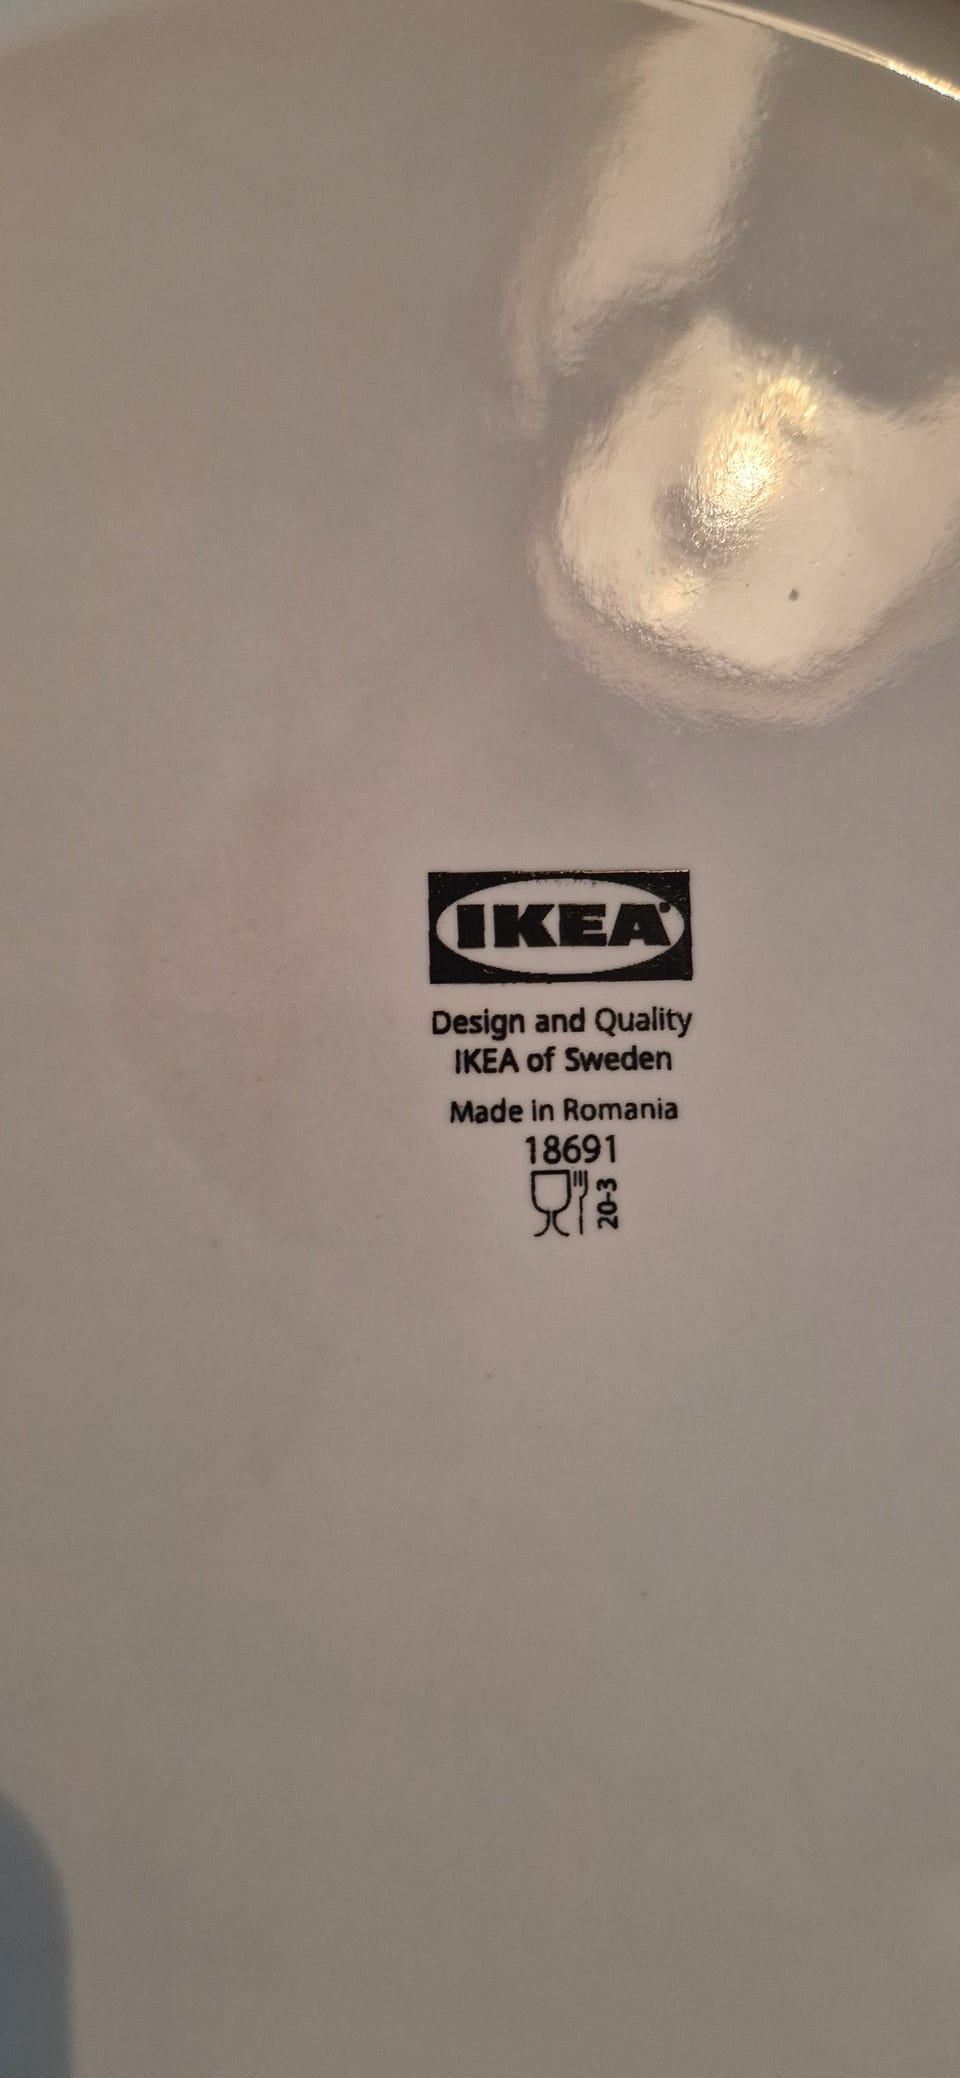 IKEA®
Design and Quality
IKEA of Sweden
Made in Romania
18691
20-3